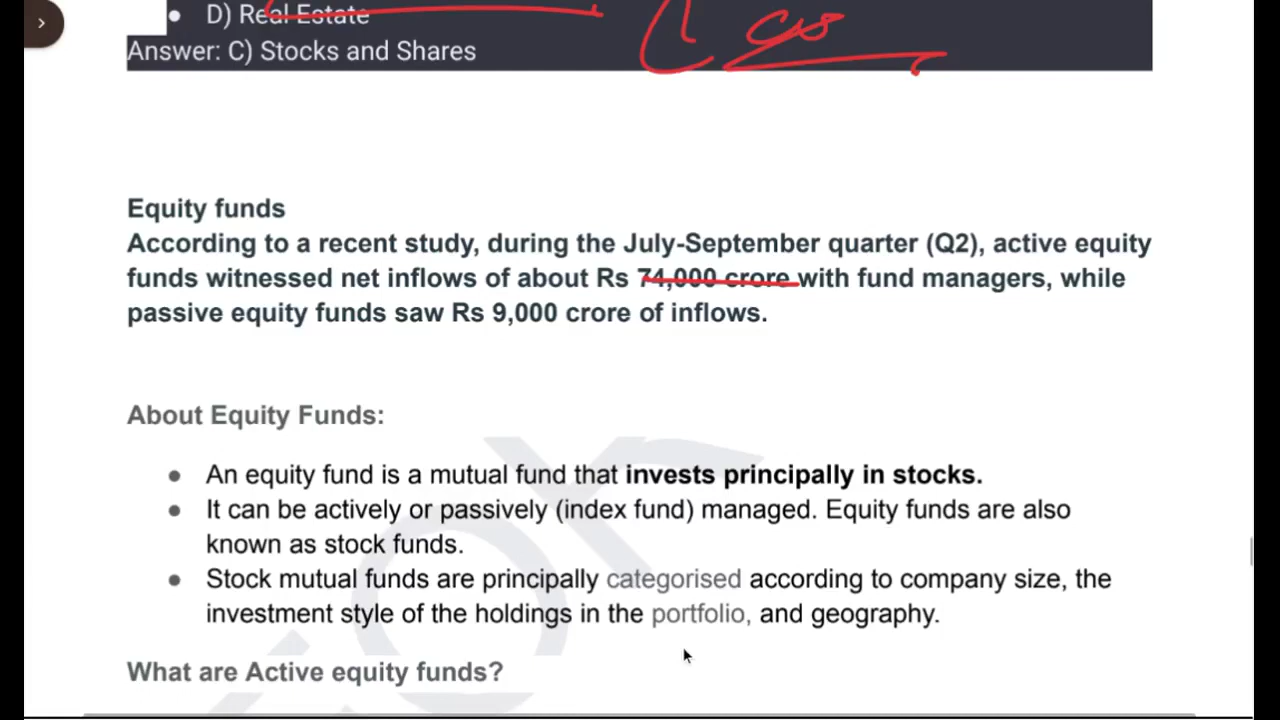 ● D) Real Estate
Answer: C) Stocks and Shares
Equity funds
According to a recent study, during the July-September quarter (Q2), active equity
funds witnessed net inflows of about Rs 74,000 crore with fund managers, while
passive equity funds saw Rs 9,000 crore of inflows.
About Equity Funds:
● An equity fund is a mutual fund that invests principally in stocks.
● It can be actively or passively (index fund) managed. Equity funds are also
known as stock funds.
● Stock mutual funds are principally categorised according to company size, the
investment style of the holdings in the portfolio, and geography.
What are Active equity funds?